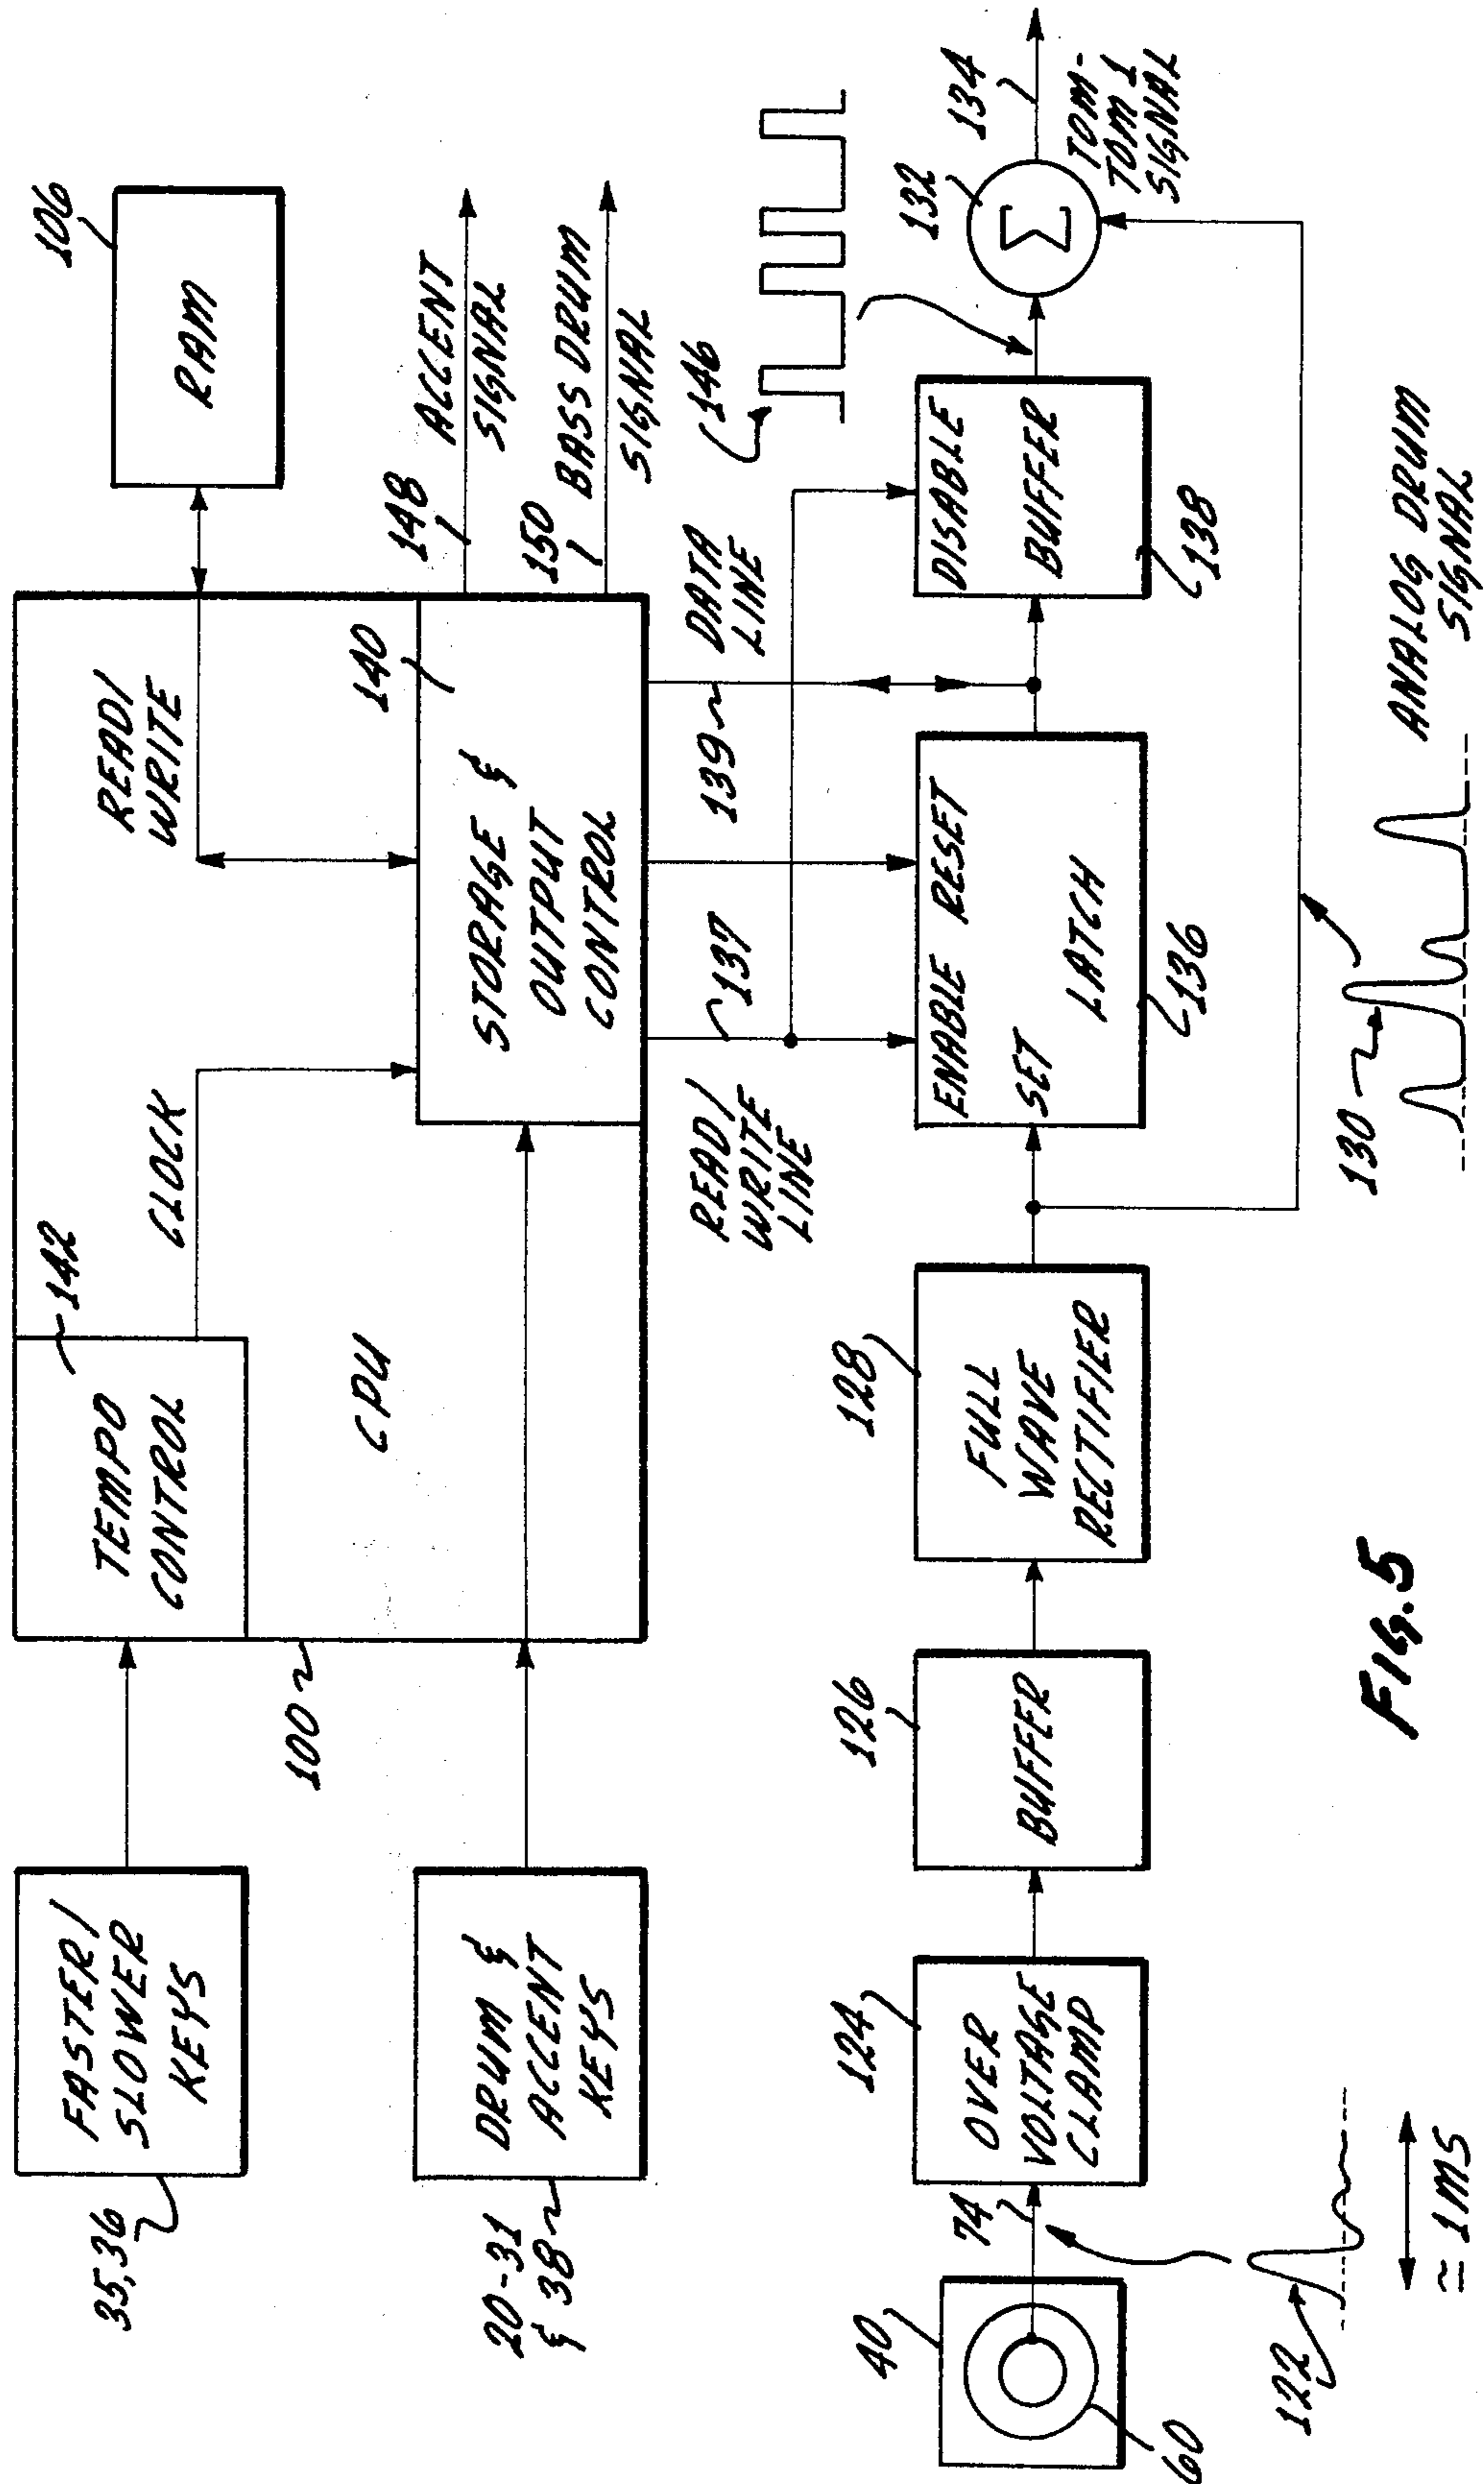 35,36
FASTER/
SLOWER
KEYS
TEMPO
CONTROL
142
CLOCK
READ/
WRITE
RAM
106
100
CPU
140
STORAGE &
OUTPUT
CONTROL
148
ACCENT
SIGNAL
150
BASS DRUM
SIGNAL
20-31
& 38
DRUM &
ACCENT
KEYS
READ/
WRITE
LINE
137
139
DATA
LINE
146
40
60
74
124
OVER
VOLTAGE
CLAMP
126
BUFFER
128
FULL
WAVE
RECTIFIER
ENABLE RESET
SET
LATCH
136
DISABLE
BUFFER
138
132
Σ
134
TOM-
TOM 1
SIGNAL
122
≃ 1MS
130
ANALOG DRUM
SIGNAL
FIG.5